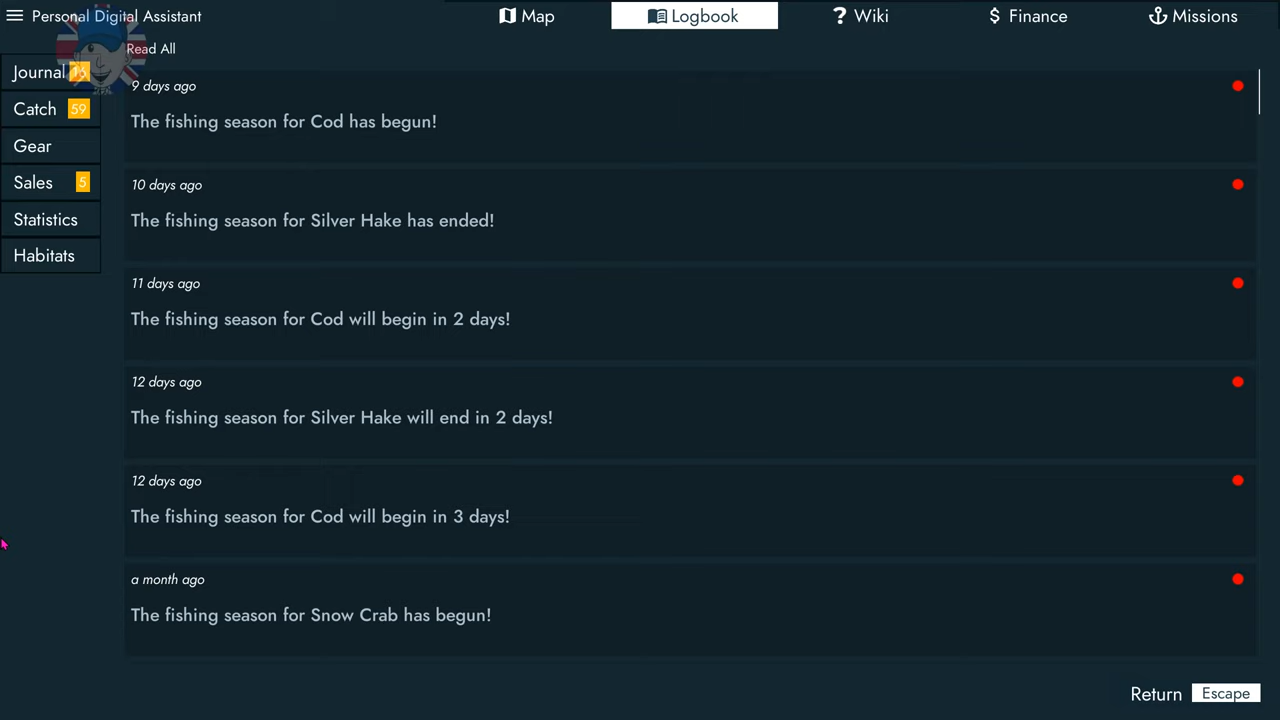 Personal Digital Assistant
Map
Logbook
? Wiki
$ Finance
Missions
Read All
Journal 16
Catch 59
Gear
Sales 5
Statistics
Habitats
9 days ago
The fishing season for Cod has begun!
10 days ago
The fishing season for Silver Hake has ended!
11 days ago
The fishing season for Cod will begin in 2 days!
12 days ago
The fishing season for Silver Hake will end in 2 days!
12 days ago
The fishing season for Cod will begin in 3 days!
a month ago
The fishing season for Snow Crab has begun!
Return Escape